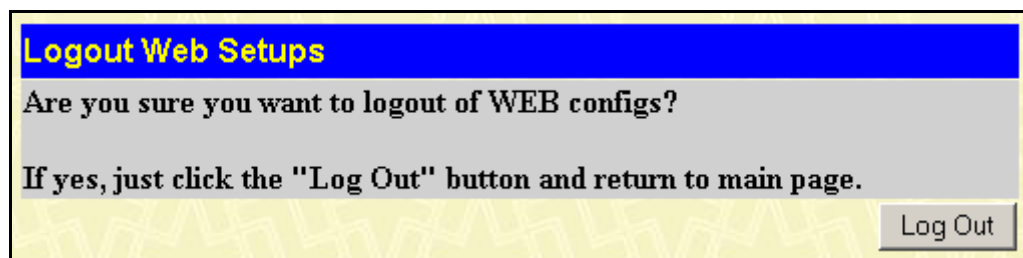 Logout Web Setups
Are you sure you want to logout of WEB configs?
If yes, just click the "Log Out" button and return to main page.
Log Out